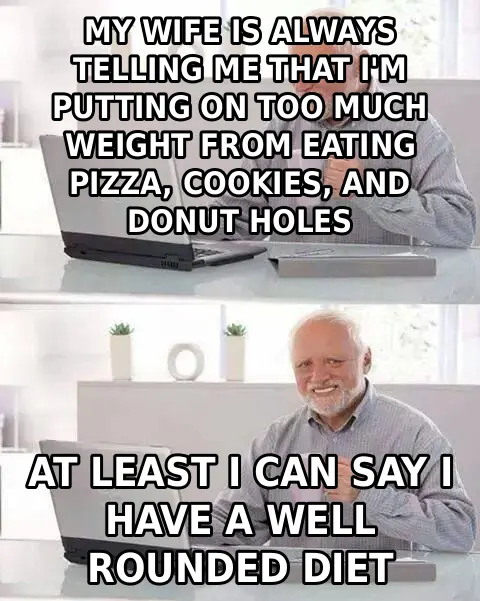 MY WIFE IS ALWAYS
TELLING ME THAT I'M
PUTTING ON TOO MUCH
WEIGHT FROM EATING
PIZZA, COOKIES, AND
DONUT HOLES
AT LEAST I CAN SAY I
HAVE A WELL
ROUNDED DIET